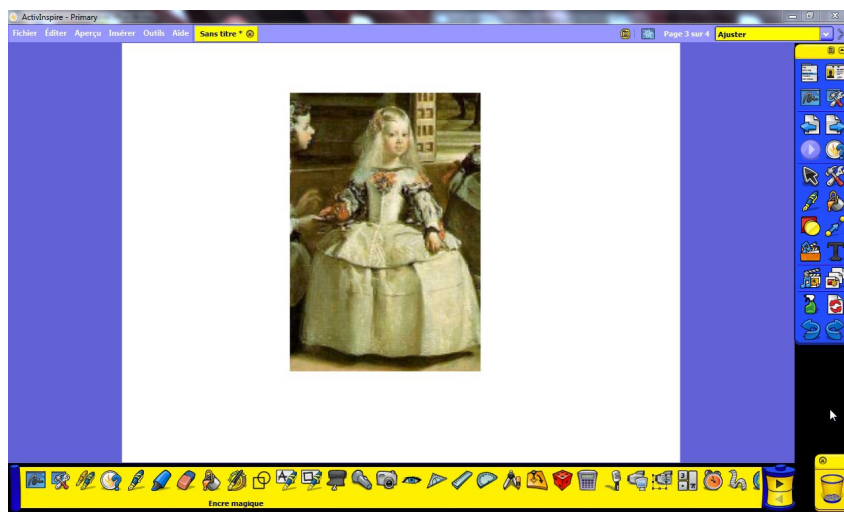 ActivInspire - Primary
Fichier Éditer Aperçu Insérer Outils Aide Sans titre * Page 3 sur 4 Ajuster
Encre magique